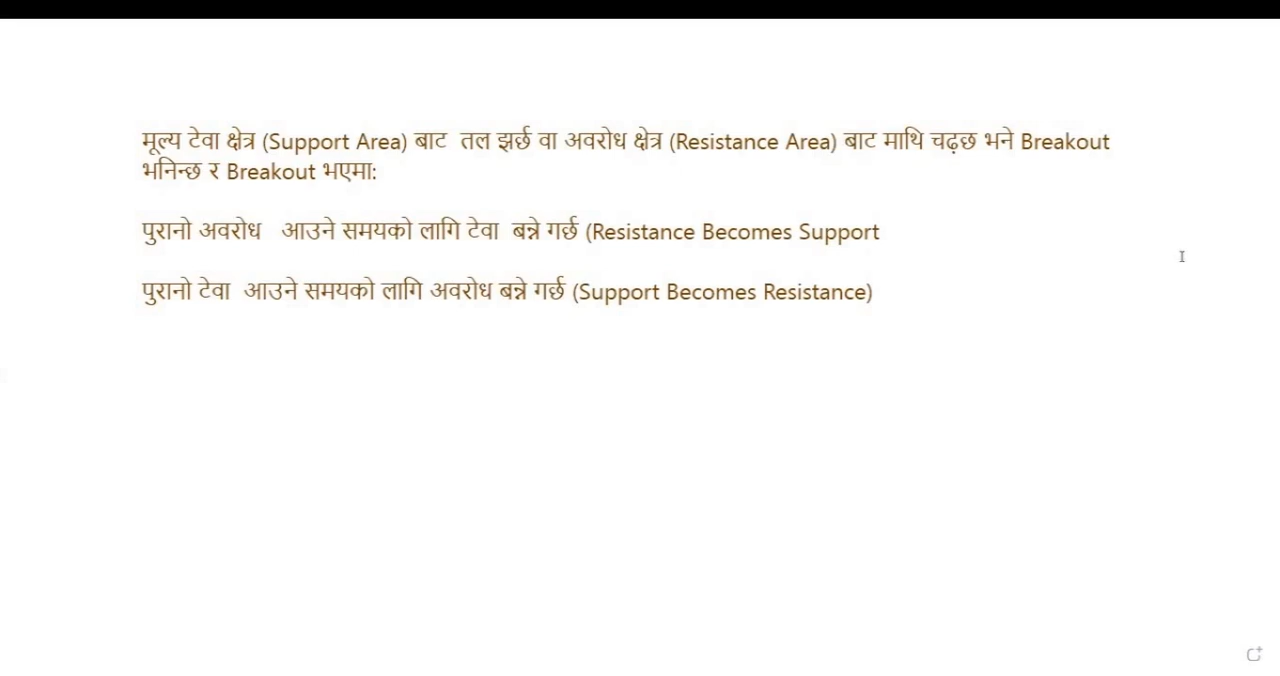 मूल्य टेवा क्षेत्र (Support Area) बाट तल झर्छ वा अवरोध क्षेत्र (Resistance Area) बाट माथि चढ़छ भने Breakout
भनिन्छ र Breakout भएमा:
पुरानो अवरोध आउने समयको लागि टेवा बन्ने गर्छ (Resistance Becomes Support
पुरानो टेवा आउने समयको लागि अवरोध बन्ने गर्छ (Support Becomes Resistance)